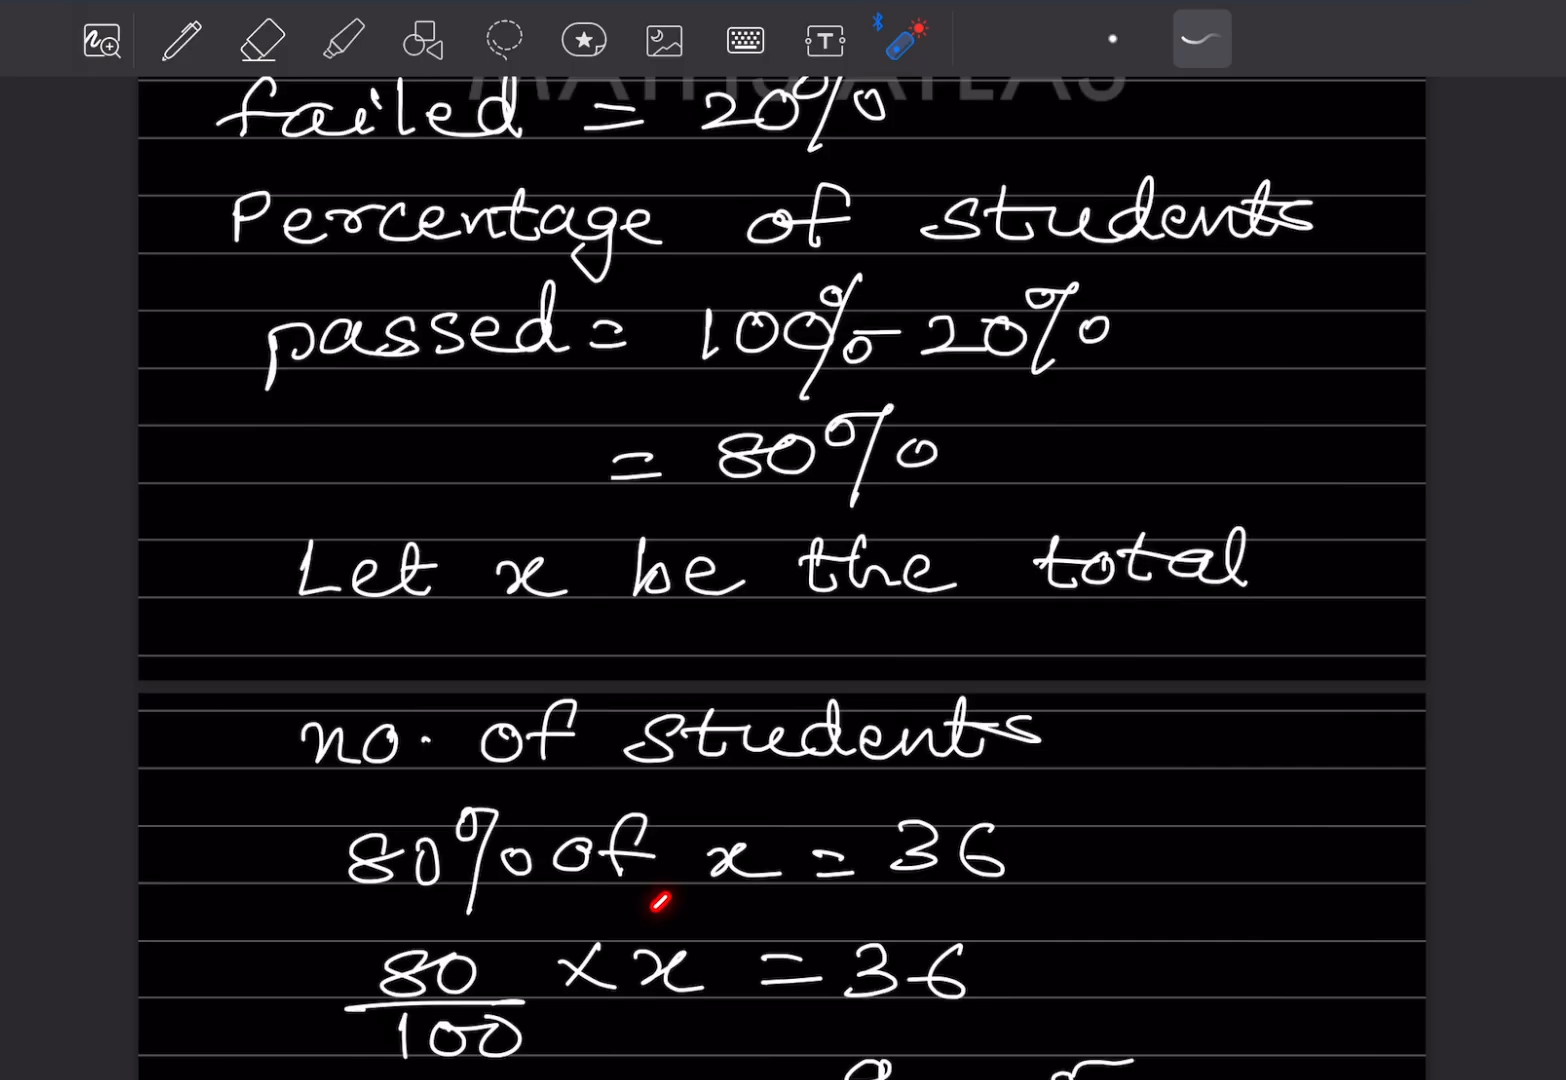 failed = 20%
Percentage of students
passed = 100% - 20%
= 80%
Let x be the total
no. of students
80% of x = 36
80/100 × x = 36